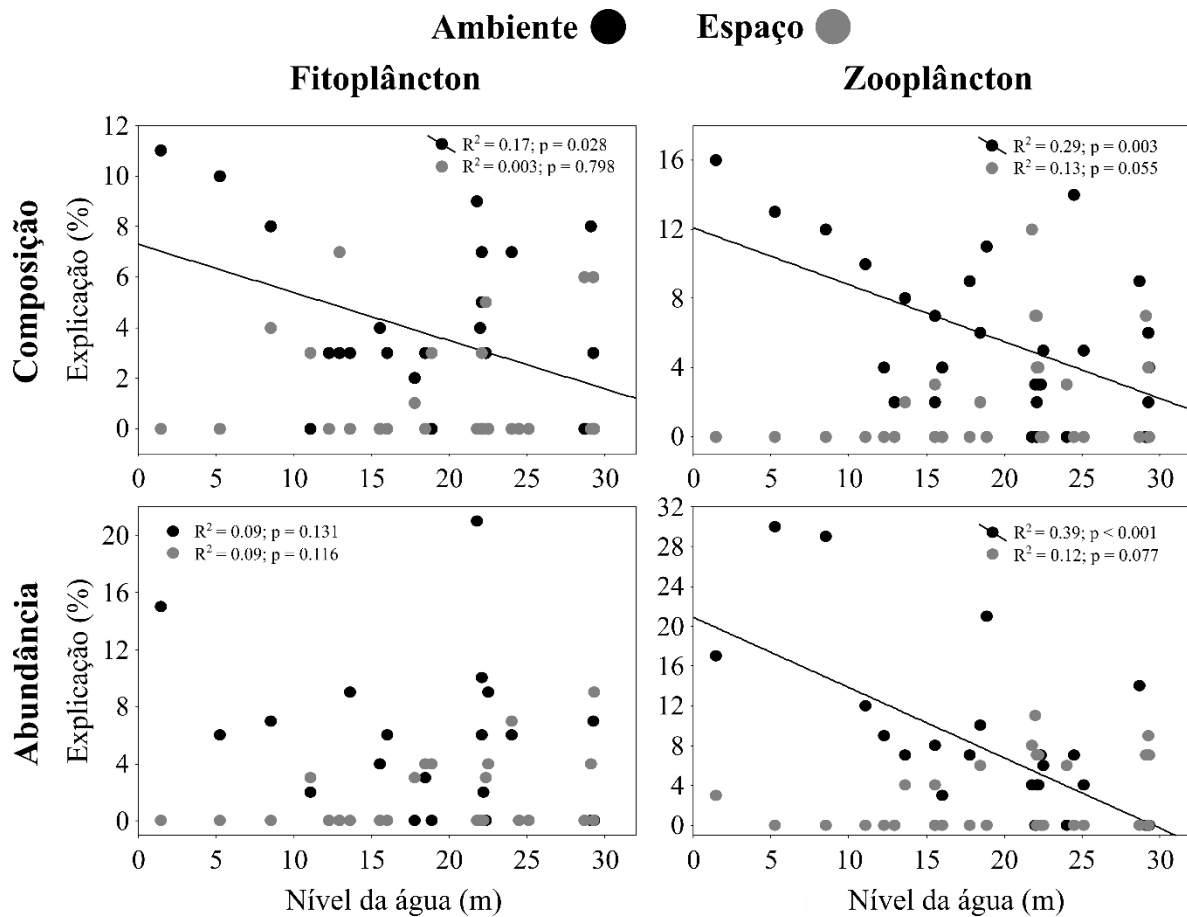 Ambiente Espaço
Fitoplâncton Zooplâncton
Composição
Explicação (%)
12
10
8
6
4
2
0
R² = 0.17; p = 0.028
R² = 0.003; p = 0.798
0 5 10 15 20 25 30
16
12
8
4
0
R² = 0.29; p = 0.003
R² = 0.13; p = 0.055
0 5 10 15 20 25 30
Abundância
Explicação (%)
20
16
12
8
4
0
R² = 0.09; p = 0.131
R² = 0.09; p = 0.116
0 5 10 15 20 25 30
Nível da água (m)
32
28
24
20
16
12
8
4
0
R² = 0.39; p < 0.001
R² = 0.12; p = 0.077
0 5 10 15 20 25 30
Nível da água (m)